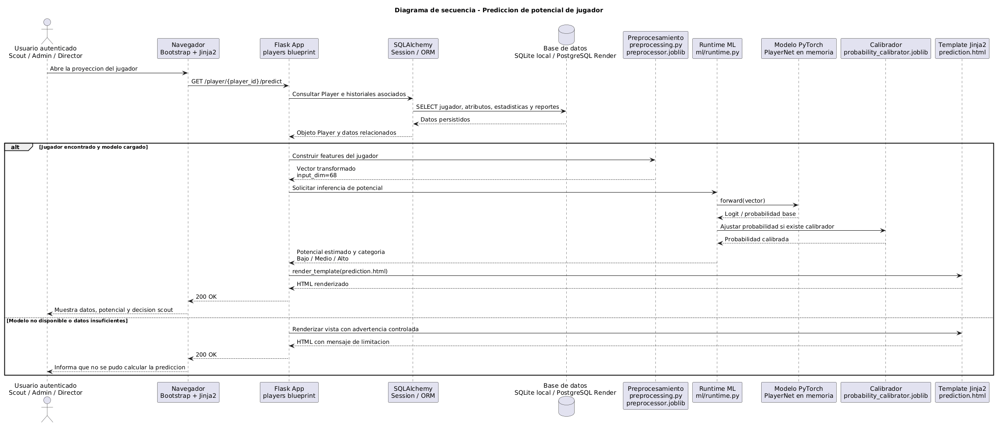 Diagrama de secuencia - Prediccion de potencial de jugador
Usuario autenticado
Scout / Admin / Director
Navegador
Bootstrap + Jinja2
Flask App
players blueprint
SQLAlchemy
Session / ORM
Base de datos
SQLite local / PostgreSQL Render
Preprocesamiento
preprocessing.py
preprocessor.joblib
Runtime ML
ml/runtime.py
Modelo PyTorch
PlayerNet en memoria
Calibrador
probability_calibrator.joblib
Template Jinja2
prediction.html
Abre la proyeccion del jugador
GET /player/{player_id}/predict
Consultar Player e historiales asociados
SELECT jugador, atributos, estadisticas y reportes
Datos persistidos
Objeto Player y datos relacionados
alt [Jugador encontrado y modelo cargado]
Construir features del jugador
Vector transformado
input_dim=68
Solicitar inferencia de potencial
forward(vector)
Logit / probabilidad base
Ajustar probabilidad si existe calibrador
Probabilidad calibrada
Potencial estimado y categoria
Bajo / Medio / Alto
render_template(prediction.html)
HTML renderizado
200 OK
Muestra datos, potencial y decision scout
[Modelo no disponible o datos insuficientes]
Renderizar vista con advertencia controlada
HTML con mensaje de limitacion
200 OK
Informa que no se pudo calcular la prediccion
Usuario autenticado
Scout / Admin / Director
Navegador
Bootstrap + Jinja2
Flask App
players blueprint
SQLAlchemy
Session / ORM
Base de datos
SQLite local / PostgreSQL Render
Preprocesamiento
preprocessing.py
preprocessor.joblib
Runtime ML
ml/runtime.py
Modelo PyTorch
PlayerNet en memoria
Calibrador
probability_calibrator.joblib
Template Jinja2
prediction.html